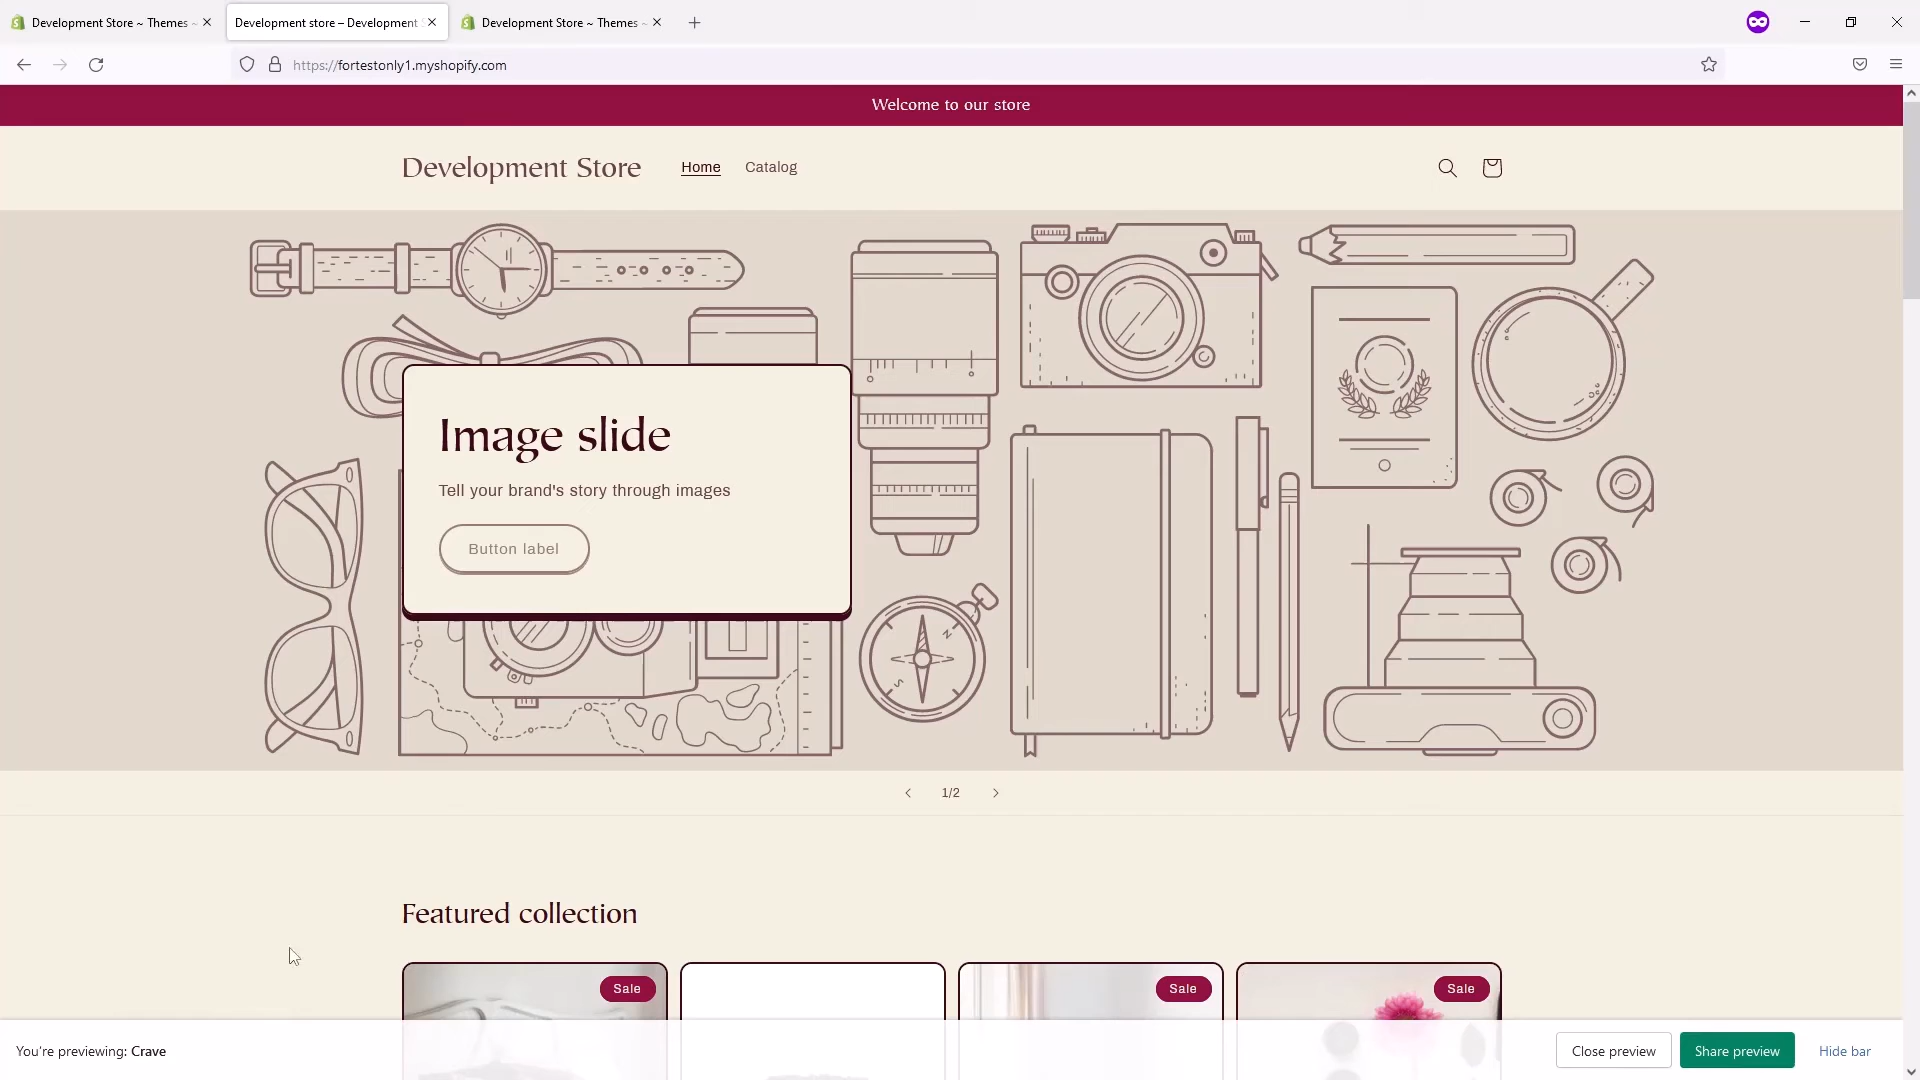 Development Store ~ Themes ~
Development store – Development S
Development Store ~ Themes ~
https://fortestonly1.myshopify.com
Welcome to our store
Development Store
Home
Catalog
Image slide
Tell your brand's story through images
Button label
N
S
1/2
Featured collection
Sale
Sale
Sale
You're previewing: Crave
Close preview
Share preview
Hide bar